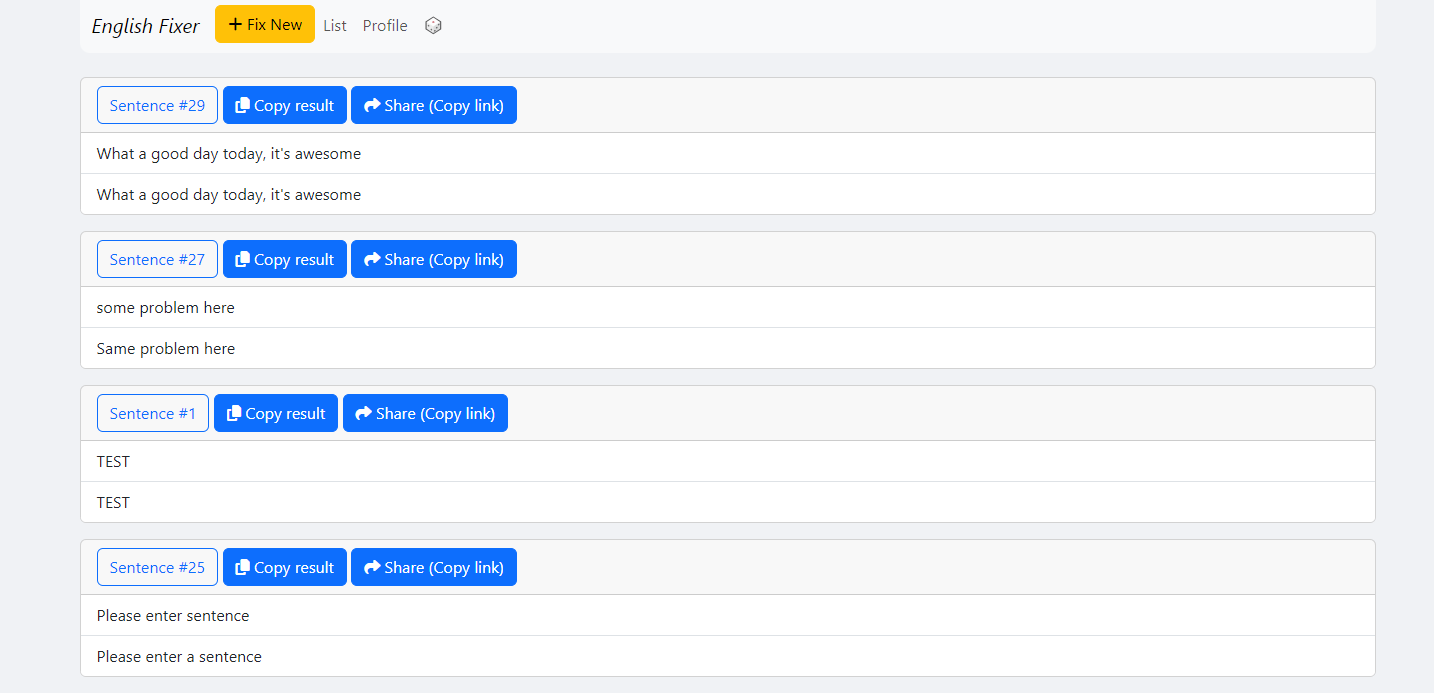 English Fixer Fix New List Profile
Sentence #29 Copy result Share (Copy link)
What a good day today, it's awesome
What a good day today, it's awesome
Sentence #27 Copy result Share (Copy link)
some problem here
Same problem here
Sentence #1 Copy result Share (Copy link)
TEST
TEST
Sentence #25 Copy result Share (Copy link)
Please enter sentence
Please enter a sentence